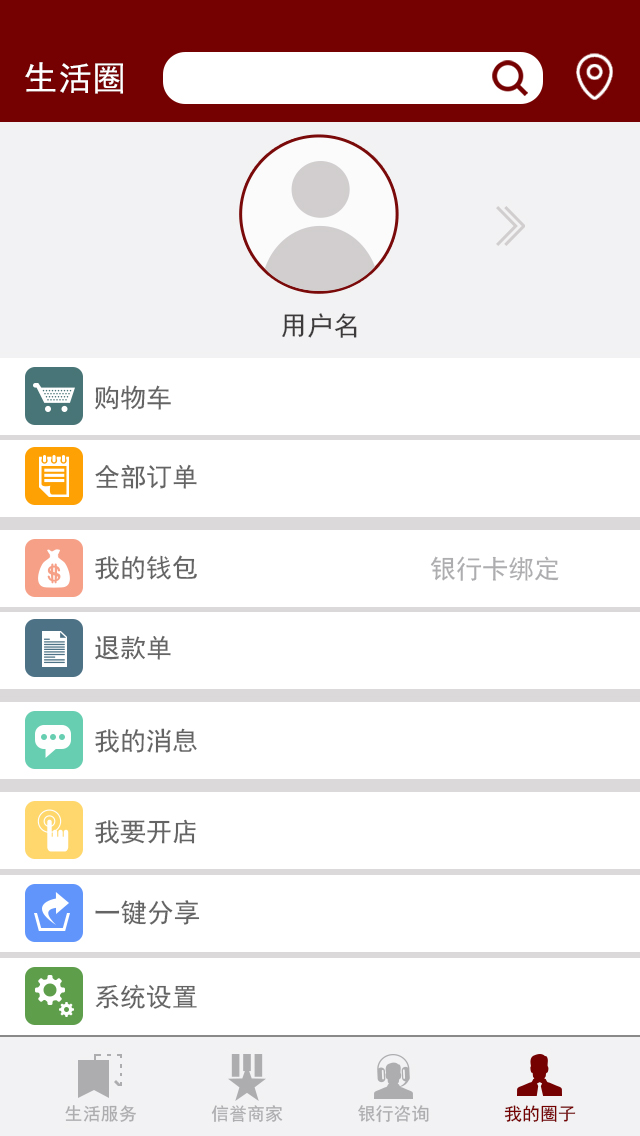 生活圈
用户名
购物车
全部订单
我的钱包 银行卡绑定
退款单
我的消息
我要开店
一键分享
系统设置
生活服务 信誉商家 银行咨询 我的圈子